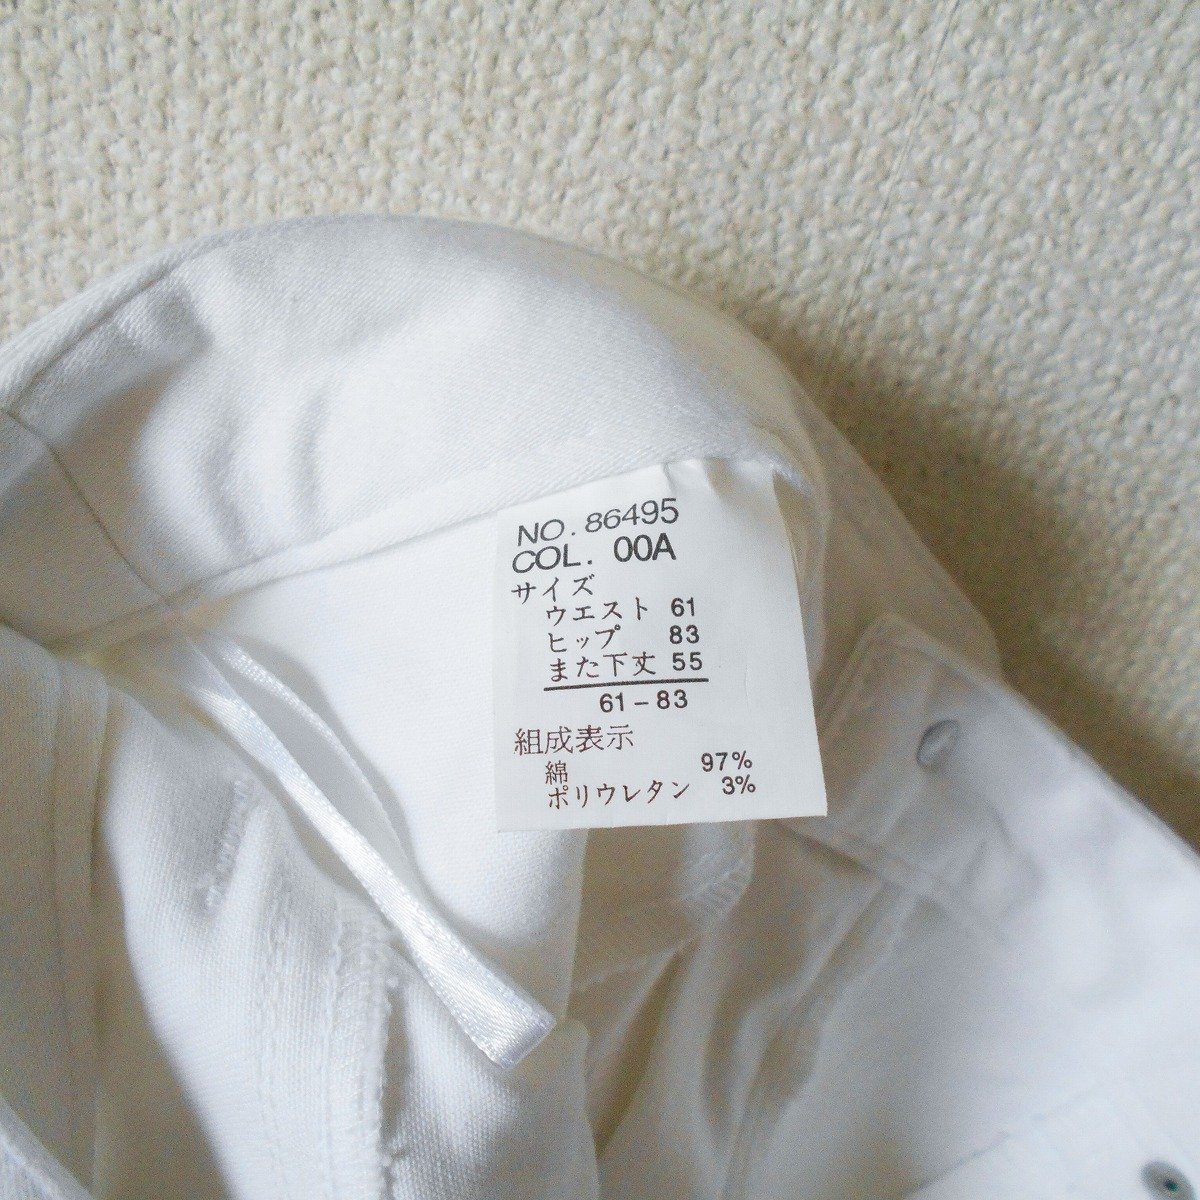 NO. 86495
COL. 00A
サイズ
ウエスト 61
ヒップ 83
また下丈 55
61-83
組成表示
綿 97%
ポリウレタン 3%